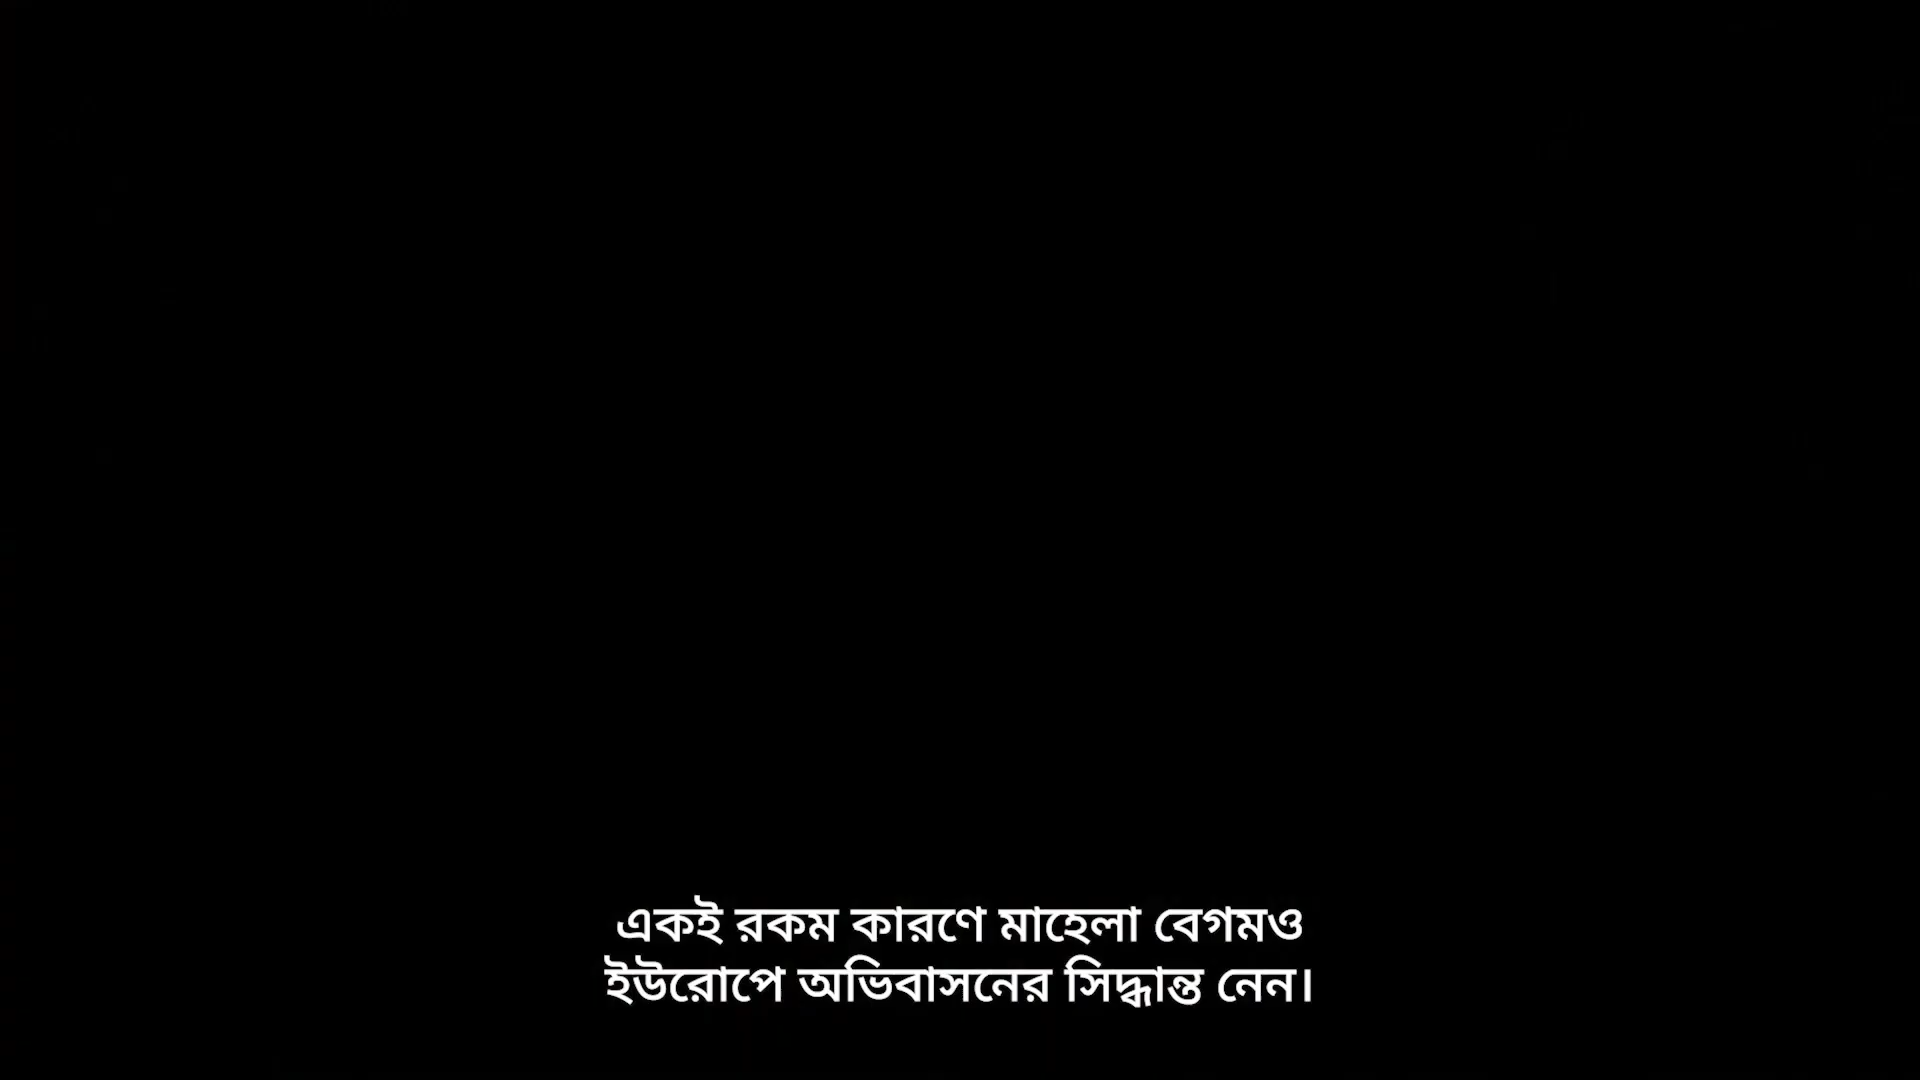 একই রকম কারণে মাহেলা বেগমও
ইউরোপে অভিবাসনের সিদ্ধান্ত নেন।